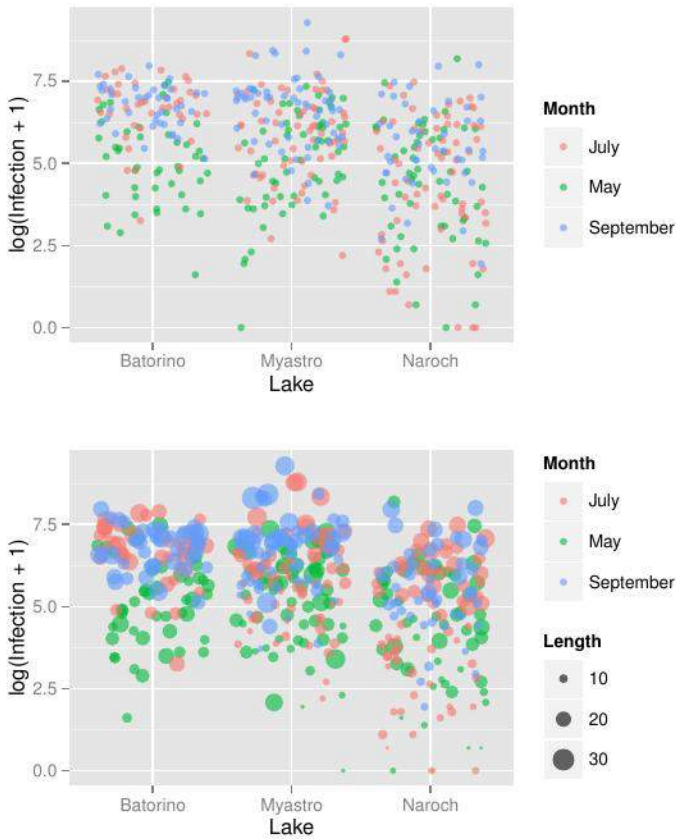 log(Infection + 1)
7.5
5.0
2.5
0.0
Batorino Myastro Naroch
Lake
Month
July
May
September
log(Infection + 1)
7.5
5.0
2.5
0.0
Batorino Myastro Naroch
Lake
Month
July
May
September
Length
10
20
30